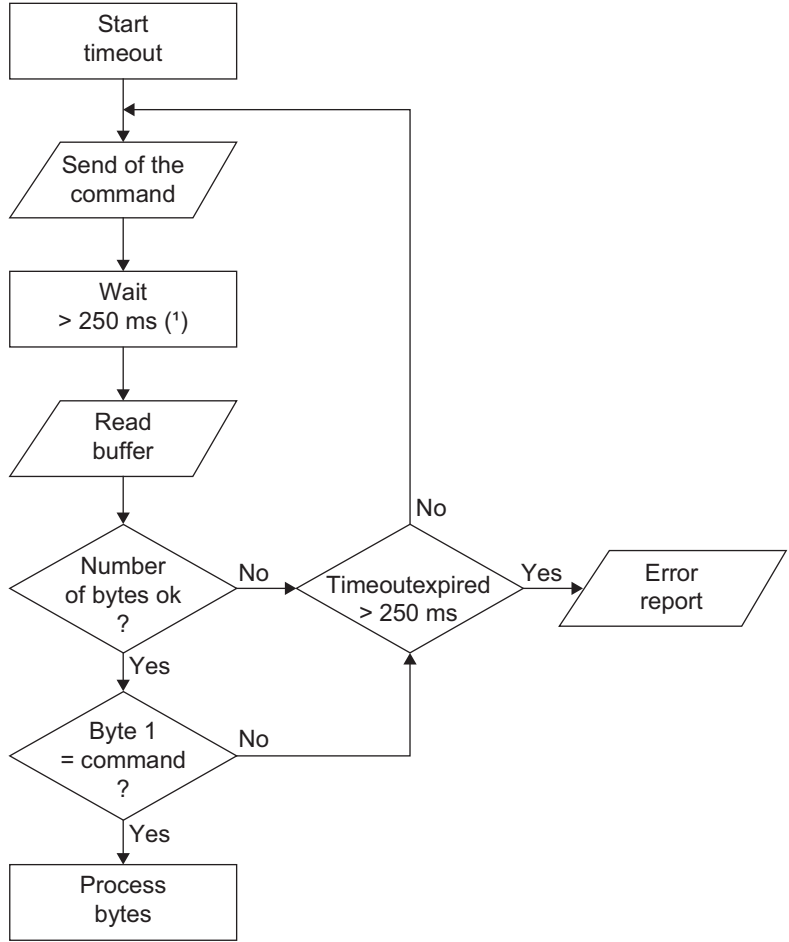 Start
timeout
Send of the
command
Wait
> 250 ms (¹)
Read
buffer
No
Number
of bytes ok
?
No
Timeoutexpired
> 250 ms
Yes
Error
report
Yes
Byte 1
= command
?
No
Yes
Process
bytes